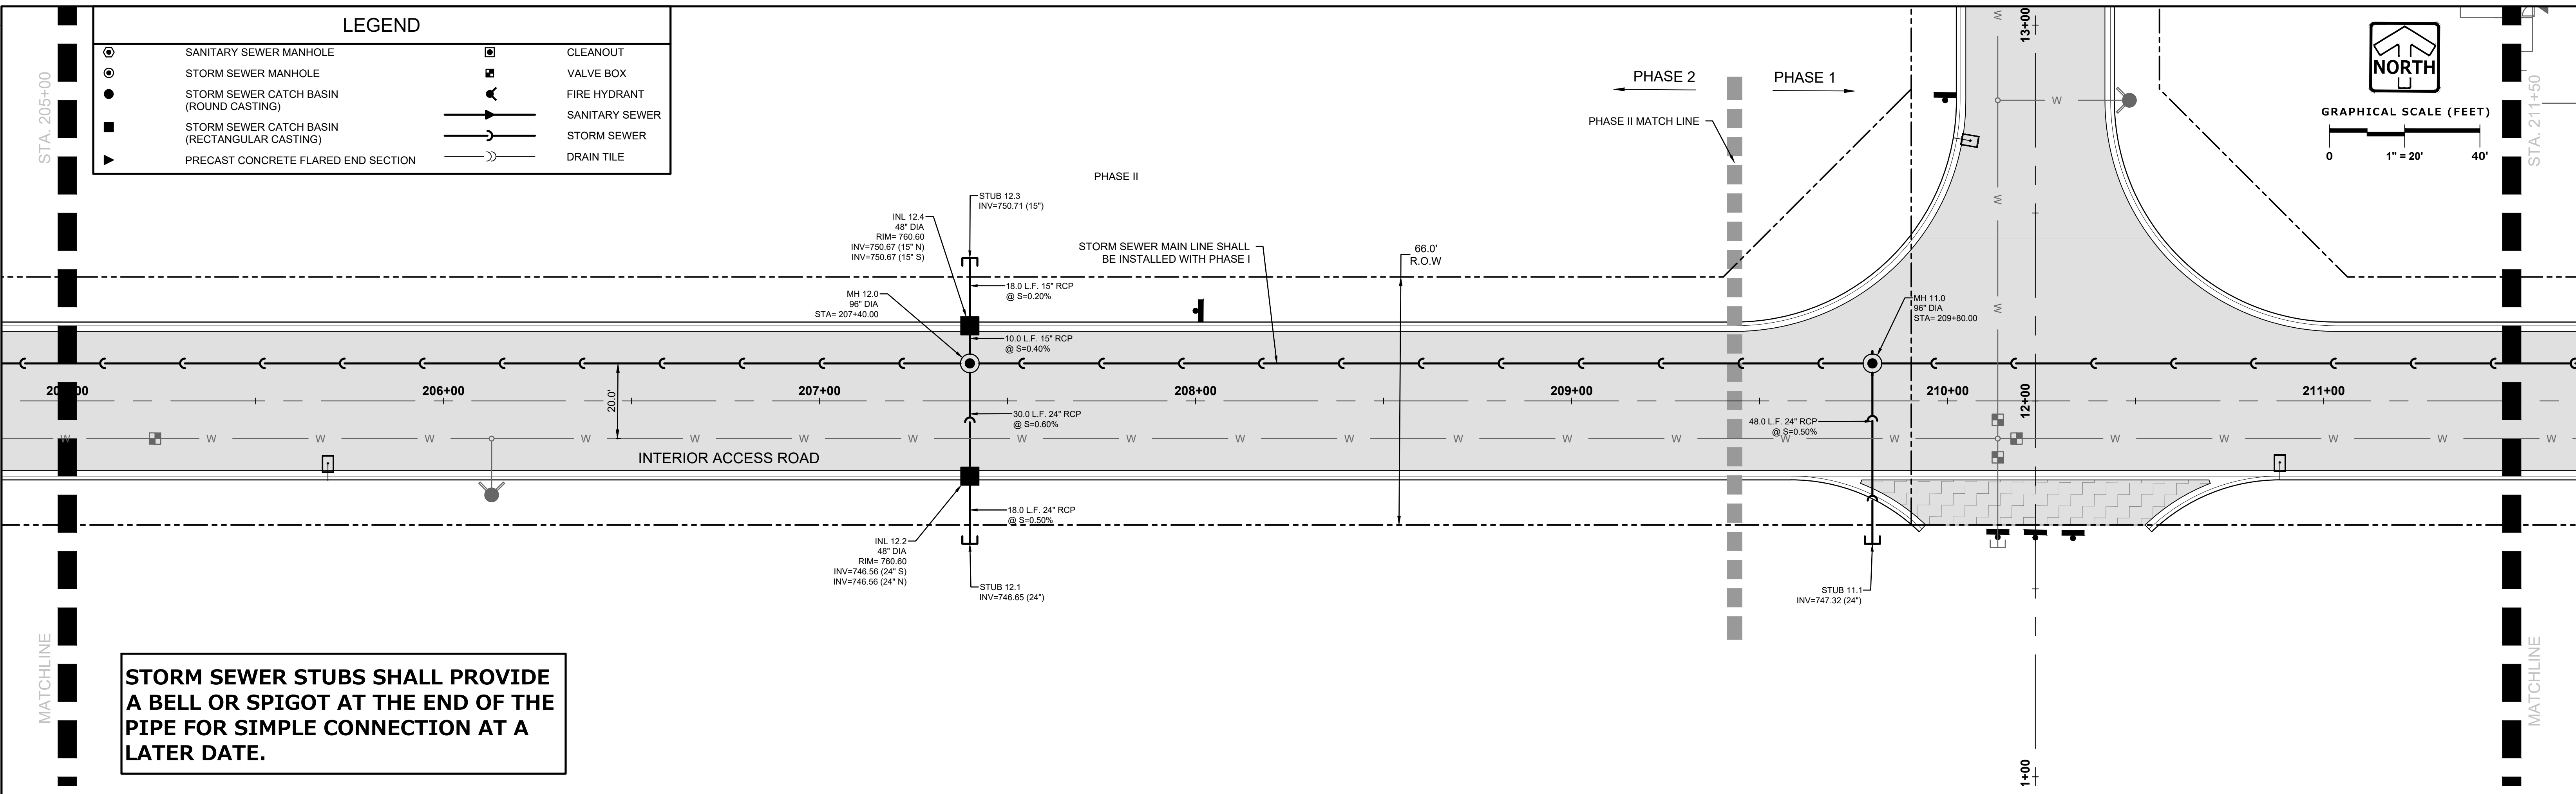 LEGEND
SANITARY SEWER MANHOLE
STORM SEWER MANHOLE
STORM SEWER CATCH BASIN
(ROUND CASTING)
STORM SEWER CATCH BASIN
(RECTANGULAR CASTING)
PRECAST CONCRETE FLARED END SECTION
CLEANOUT
VALVE BOX
FIRE HYDRANT
SANITARY SEWER
STORM SEWER
DRAIN TILE
STA. 205+00
MATCHLINE
PHASE 2
PHASE 1
PHASE II MATCH LINE
PHASE II
NORTH
GRAPHICAL SCALE (FEET)
0 1" = 20' 40'
STA. 211+50
MATCHLINE
STUB 12.3
INV=750.71 (15")
INL 12.4
48" DIA
RIM= 760.60
INV=750.67 (15" N)
INV=750.67 (15" S)
STORM SEWER MAIN LINE SHALL
BE INSTALLED WITH PHASE I
66.0'
R.O.W
18.0 L.F. 15" RCP
@ S=0.20%
MH 12.0
96" DIA
STA= 207+40.00
10.0 L.F. 15" RCP
@ S=0.40%
MH 11.0
96" DIA
STA= 209+80.00
13+00
12+00
1+00
206+00
207+00
208+00
209+00
210+00
211+00
20.0'
30.0 L.F. 24" RCP
@ S=0.60%
48.0 L.F. 24" RCP
@ S=0.50%
W W W W W W W W W W W W W W W W W W W W W W
W
W
W
W
INTERIOR ACCESS ROAD
18.0 L.F. 24" RCP
@ S=0.50%
INL 12.2
48" DIA
RIM= 760.60
INV=746.56 (24" S)
INV=746.56 (24" N)
STUB 12.1
INV=746.65 (24")
STUB 11.1
INV=747.32 (24")
STORM SEWER STUBS SHALL PROVIDE
A BELL OR SPIGOT AT THE END OF THE
PIPE FOR SIMPLE CONNECTION AT A
LATER DATE.